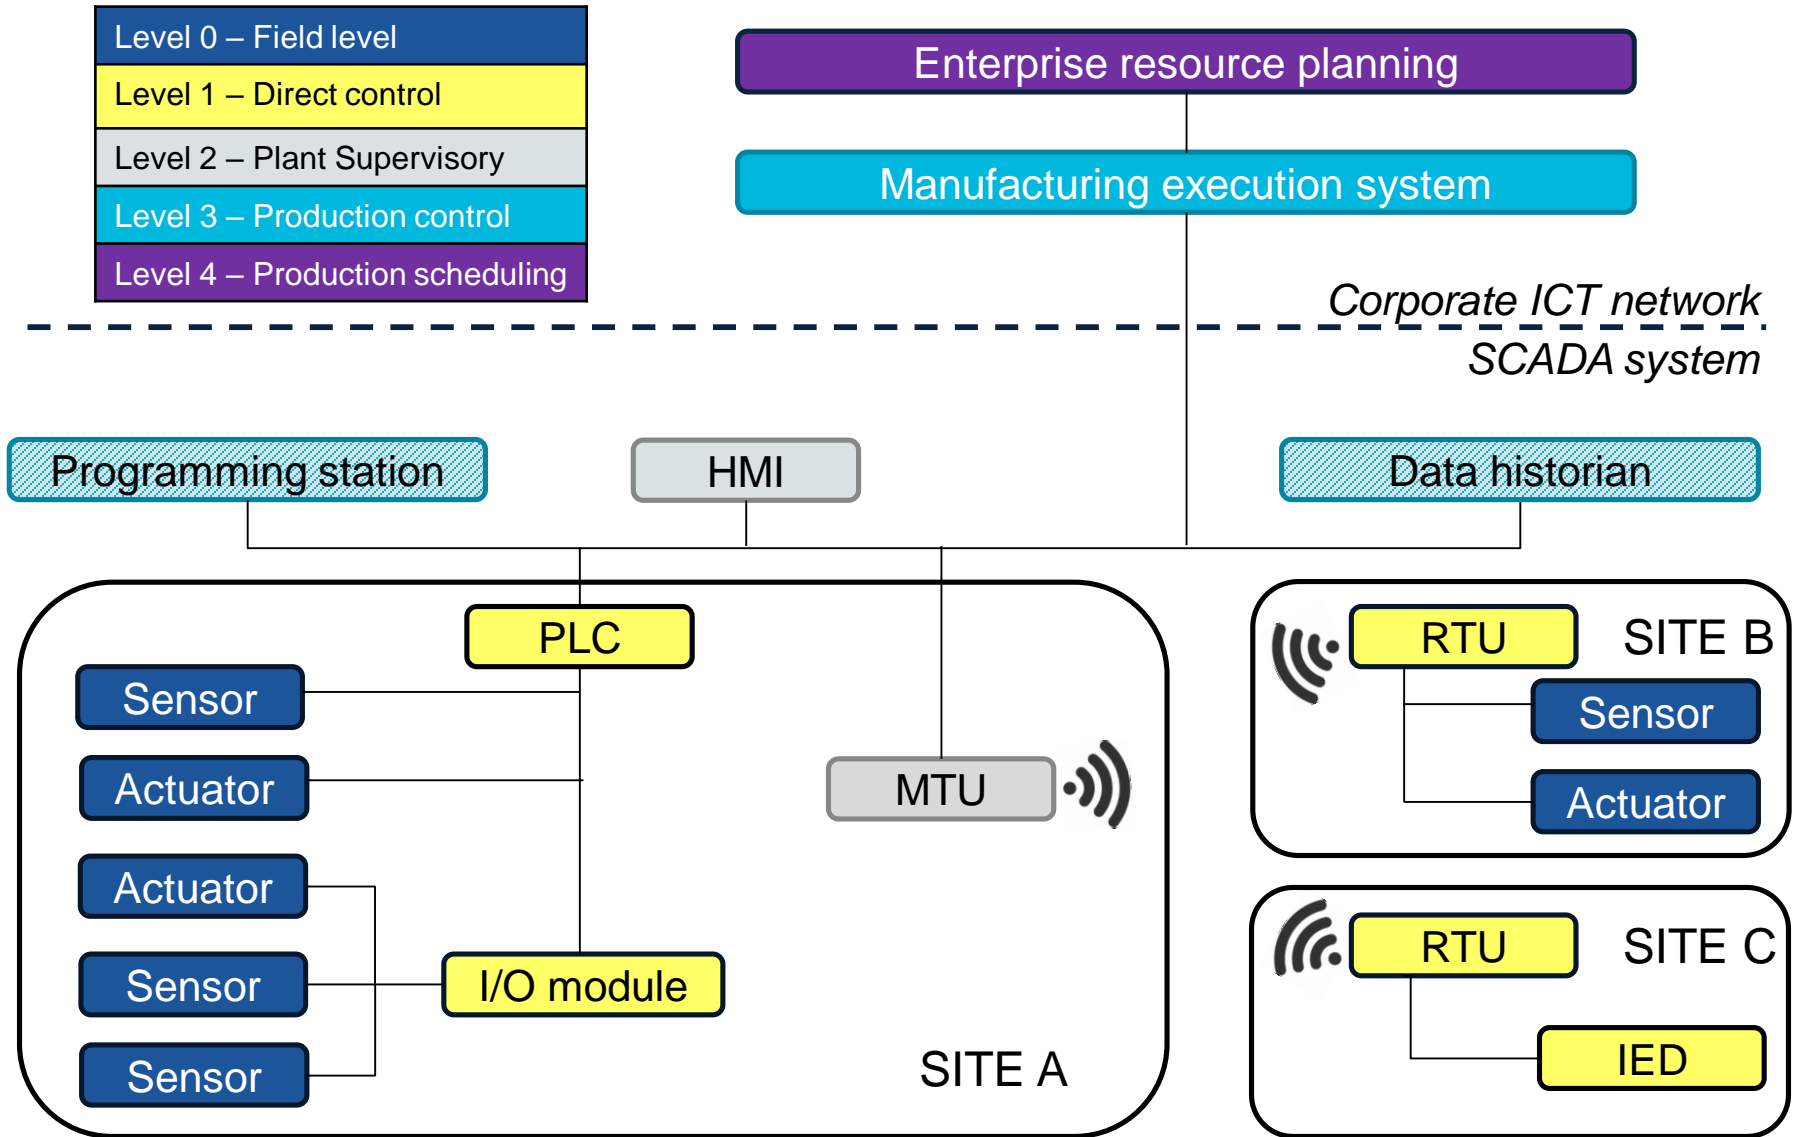 Level 0 – Field level
Level 1 – Direct control
Level 2 – Plant Supervisory
Level 3 – Production control
Level 4 – Production scheduling
Enterprise resource planning
Manufacturing execution system
Corporate ICT network
SCADA system
Programming station
HMI
Data historian
PLC
Sensor
Actuator
Actuator
Sensor
Sensor
I/O module
MTU
SITE A
RTU
SITE B
Sensor
Actuator
RTU
SITE C
IED